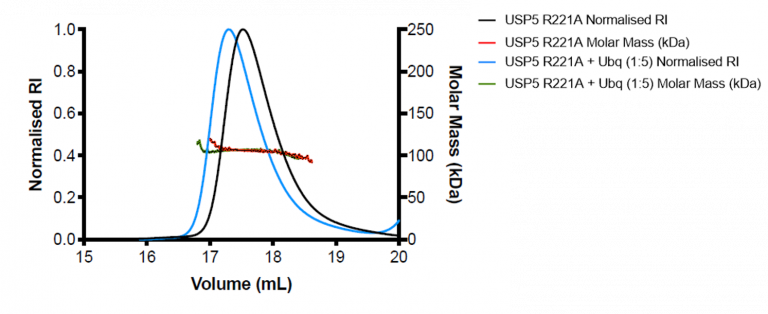 USP5 R221A Normalised RI
USP5 R221A Molar Mass (kDa)
USP5 R221A + Ubq (1:5) Normalised RI
USP5 R221A + Ubq (1:5) Molar Mass (kDa)
Normalised RI
1.0
0.8
0.6
0.4
0.2
0.0
250
200
150
100
50
0
Molar Mass (kDa)
15 16 17 18 19 20
Volume (mL)